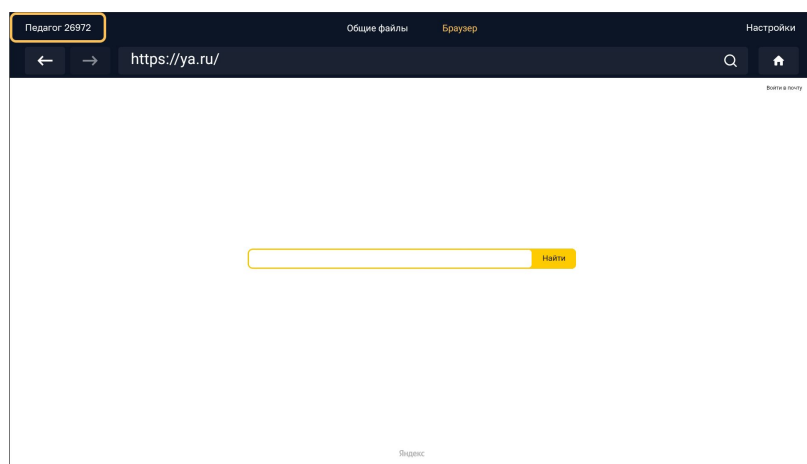 Педагог 26972
Общие файлы
Браузер
Настройки
https://ya.ru/
Войти в почту
Найти
Яндекс